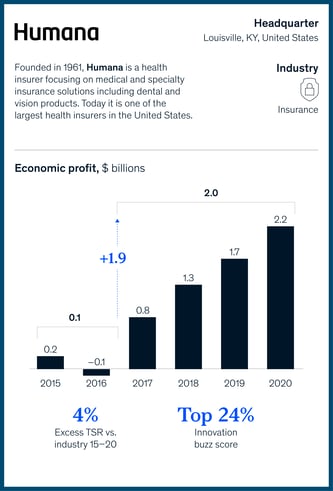 Humana
Headquarter
Louisville, KY, United States
Founded in 1961, Humana is a health
insurer focusing on medical and specialty
insurance solutions including dental and
vision products. Today it is one of the
largest health insurers in the United States.
Industry
Insurance
Economic profit, $ billions
2.0
2.2
+1.9
1.7
1.3
0.1
0.8
0.2
–0.1
2015 2016 2017 2018 2019 2020
4%
Excess TSR vs.
industry 15–20
Top 24%
Innovation
buzz score